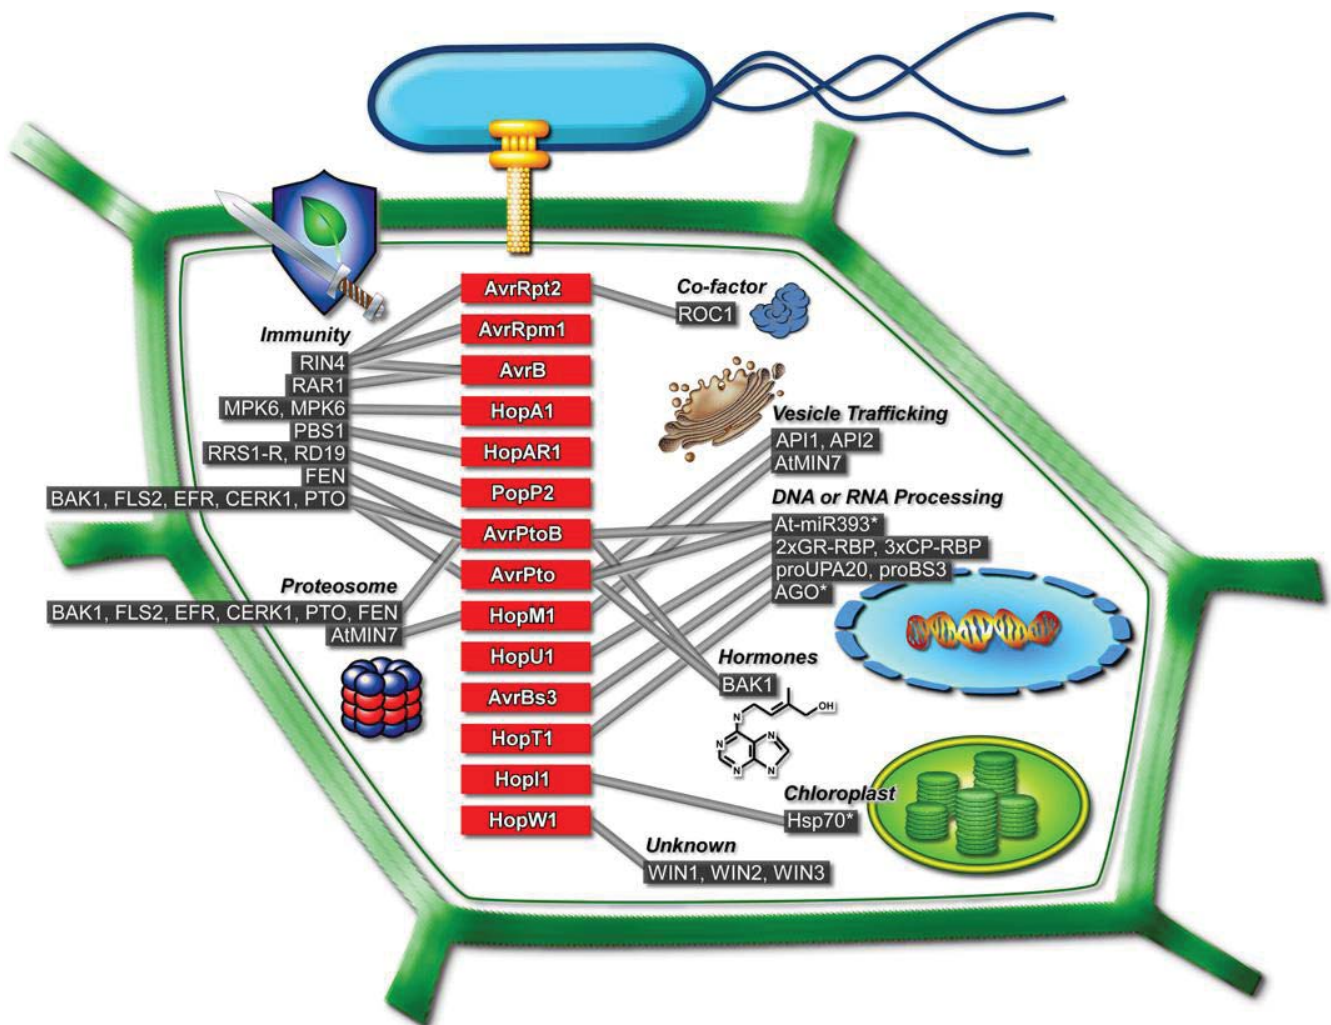 AvrRpt2
AvrRpm1
AvrB
HopA1
HopAR1
PopP2
AvrPtoB
AvrPto
HopM1
HopU1
AvrBs3
HopT1
HopI1
HopW1
Immunity
RIN4
RAR1
MPK6, MPK6
PBS1
RRS1-R, RD19
FEN
BAK1, FLS2, EFR, CERK1, PTO
Proteosome
BAK1, FLS2, EFR, CERK1, PTO, FEN
AtMIN7
Co-factor
ROC1
Vesicle Trafficking
API1, API2
AtMIN7
DNA or RNA Processing
At-miR393*
2xGR-RBP, 3xCP-RBP
proUPA20, proBS3
AGO*
Hormones
BAK1
OH
N
N
N
N
N
H
Chloroplast
Hsp70*
Unknown
WIN1, WIN2, WIN3